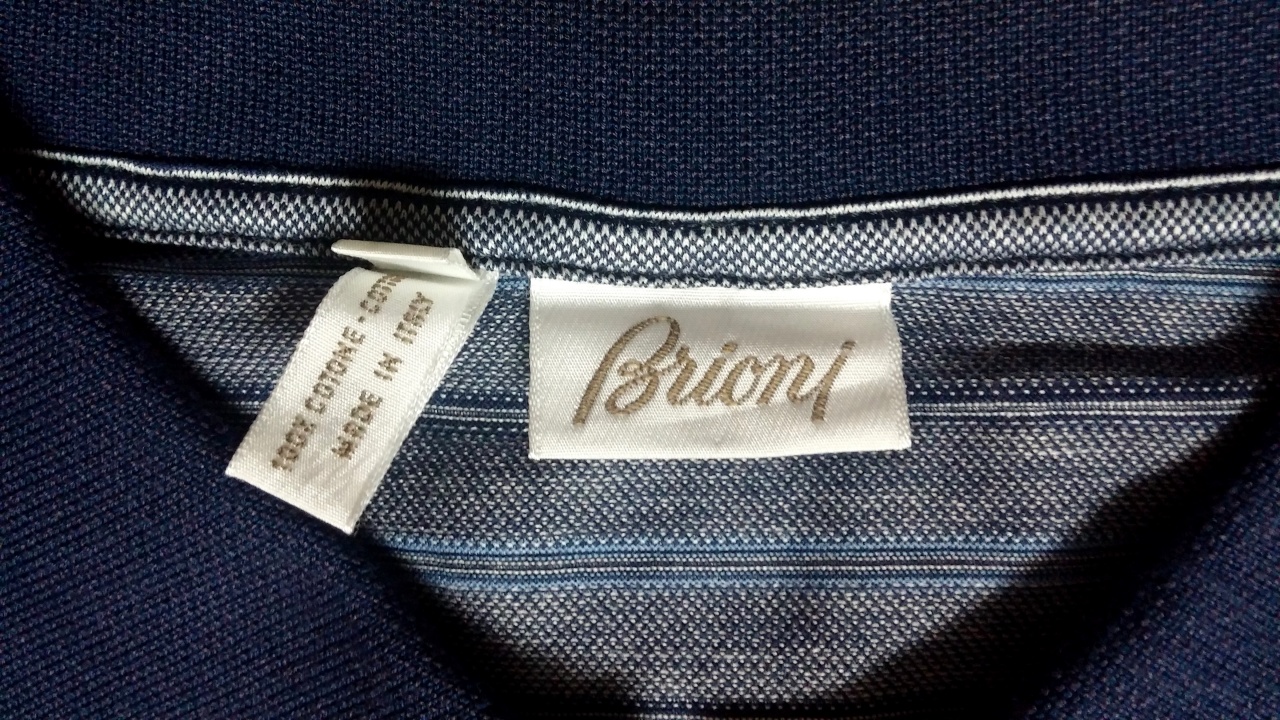 100% COTONE - COTTON
MADE IN ITALY
Brioni